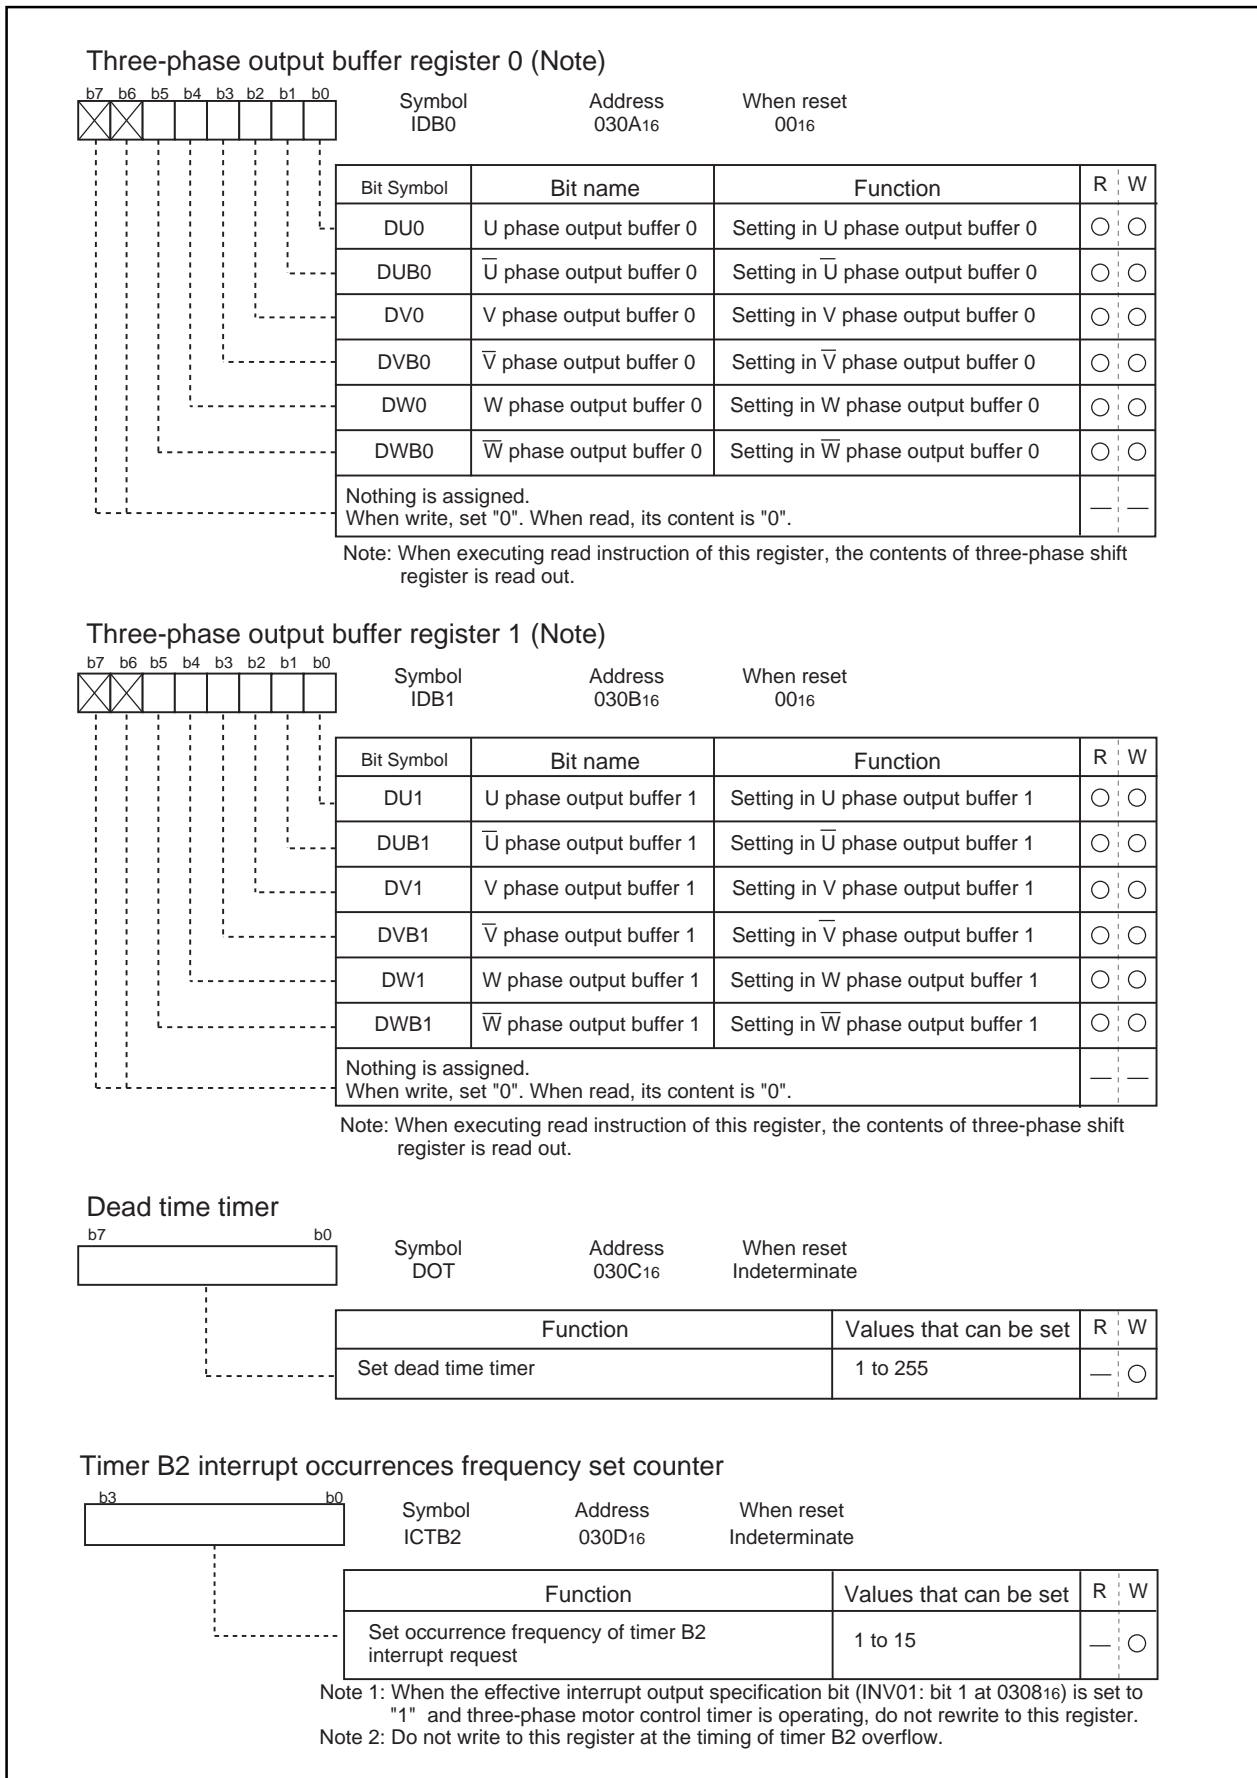 Three-phase output buffer register 0 (Note)
b7 b6 b5 b4 b3 b2 b1 b0
Symbol Address When reset
IDB0 030A16 0016
Bit Symbol Bit name Function R W
DU0 U phase output buffer 0 Setting in U phase output buffer 0 ○ ○
DUB0 U̅ phase output buffer 0 Setting in U̅ phase output buffer 0 ○ ○
DV0 V phase output buffer 0 Setting in V phase output buffer 0 ○ ○
DVB0 V̅ phase output buffer 0 Setting in V̅ phase output buffer 0 ○ ○
DW0 W phase output buffer 0 Setting in W phase output buffer 0 ○ ○
DWB0 W̅ phase output buffer 0 Setting in W̅ phase output buffer 0 ○ ○
Nothing is assigned.
When write, set "0". When read, its content is "0". — —
Note: When executing read instruction of this register, the contents of three-phase shift
register is read out.
Three-phase output buffer register 1 (Note)
b7 b6 b5 b4 b3 b2 b1 b0
Symbol Address When reset
IDB1 030B16 0016
Bit Symbol Bit name Function R W
DU1 U phase output buffer 1 Setting in U phase output buffer 1 ○ ○
DUB1 U̅ phase output buffer 1 Setting in U̅ phase output buffer 1 ○ ○
DV1 V phase output buffer 1 Setting in V phase output buffer 1 ○ ○
DVB1 V̅ phase output buffer 1 Setting in V̅ phase output buffer 1 ○ ○
DW1 W phase output buffer 1 Setting in W phase output buffer 1 ○ ○
DWB1 W̅ phase output buffer 1 Setting in W̅ phase output buffer 1 ○ ○
Nothing is assigned.
When write, set "0". When read, its content is "0". — —
Note: When executing read instruction of this register, the contents of three-phase shift
register is read out.
Dead time timer
b7 b0
Symbol Address When reset
DOT 030C16 Indeterminate
Function Values that can be set R W
Set dead time timer 1 to 255 — ○
Timer B2 interrupt occurrences frequency set counter
b3 b0
Symbol Address When reset
ICTB2 030D16 Indeterminate
Function Values that can be set R W
Set occurrence frequency of timer B2
interrupt request 1 to 15 — ○
Note 1: When the effective interrupt output specification bit (INV01: bit 1 at 030816) is set to
"1" and three-phase motor control timer is operating, do not rewrite to this register.
Note 2: Do not write to this register at the timing of timer B2 overflow.